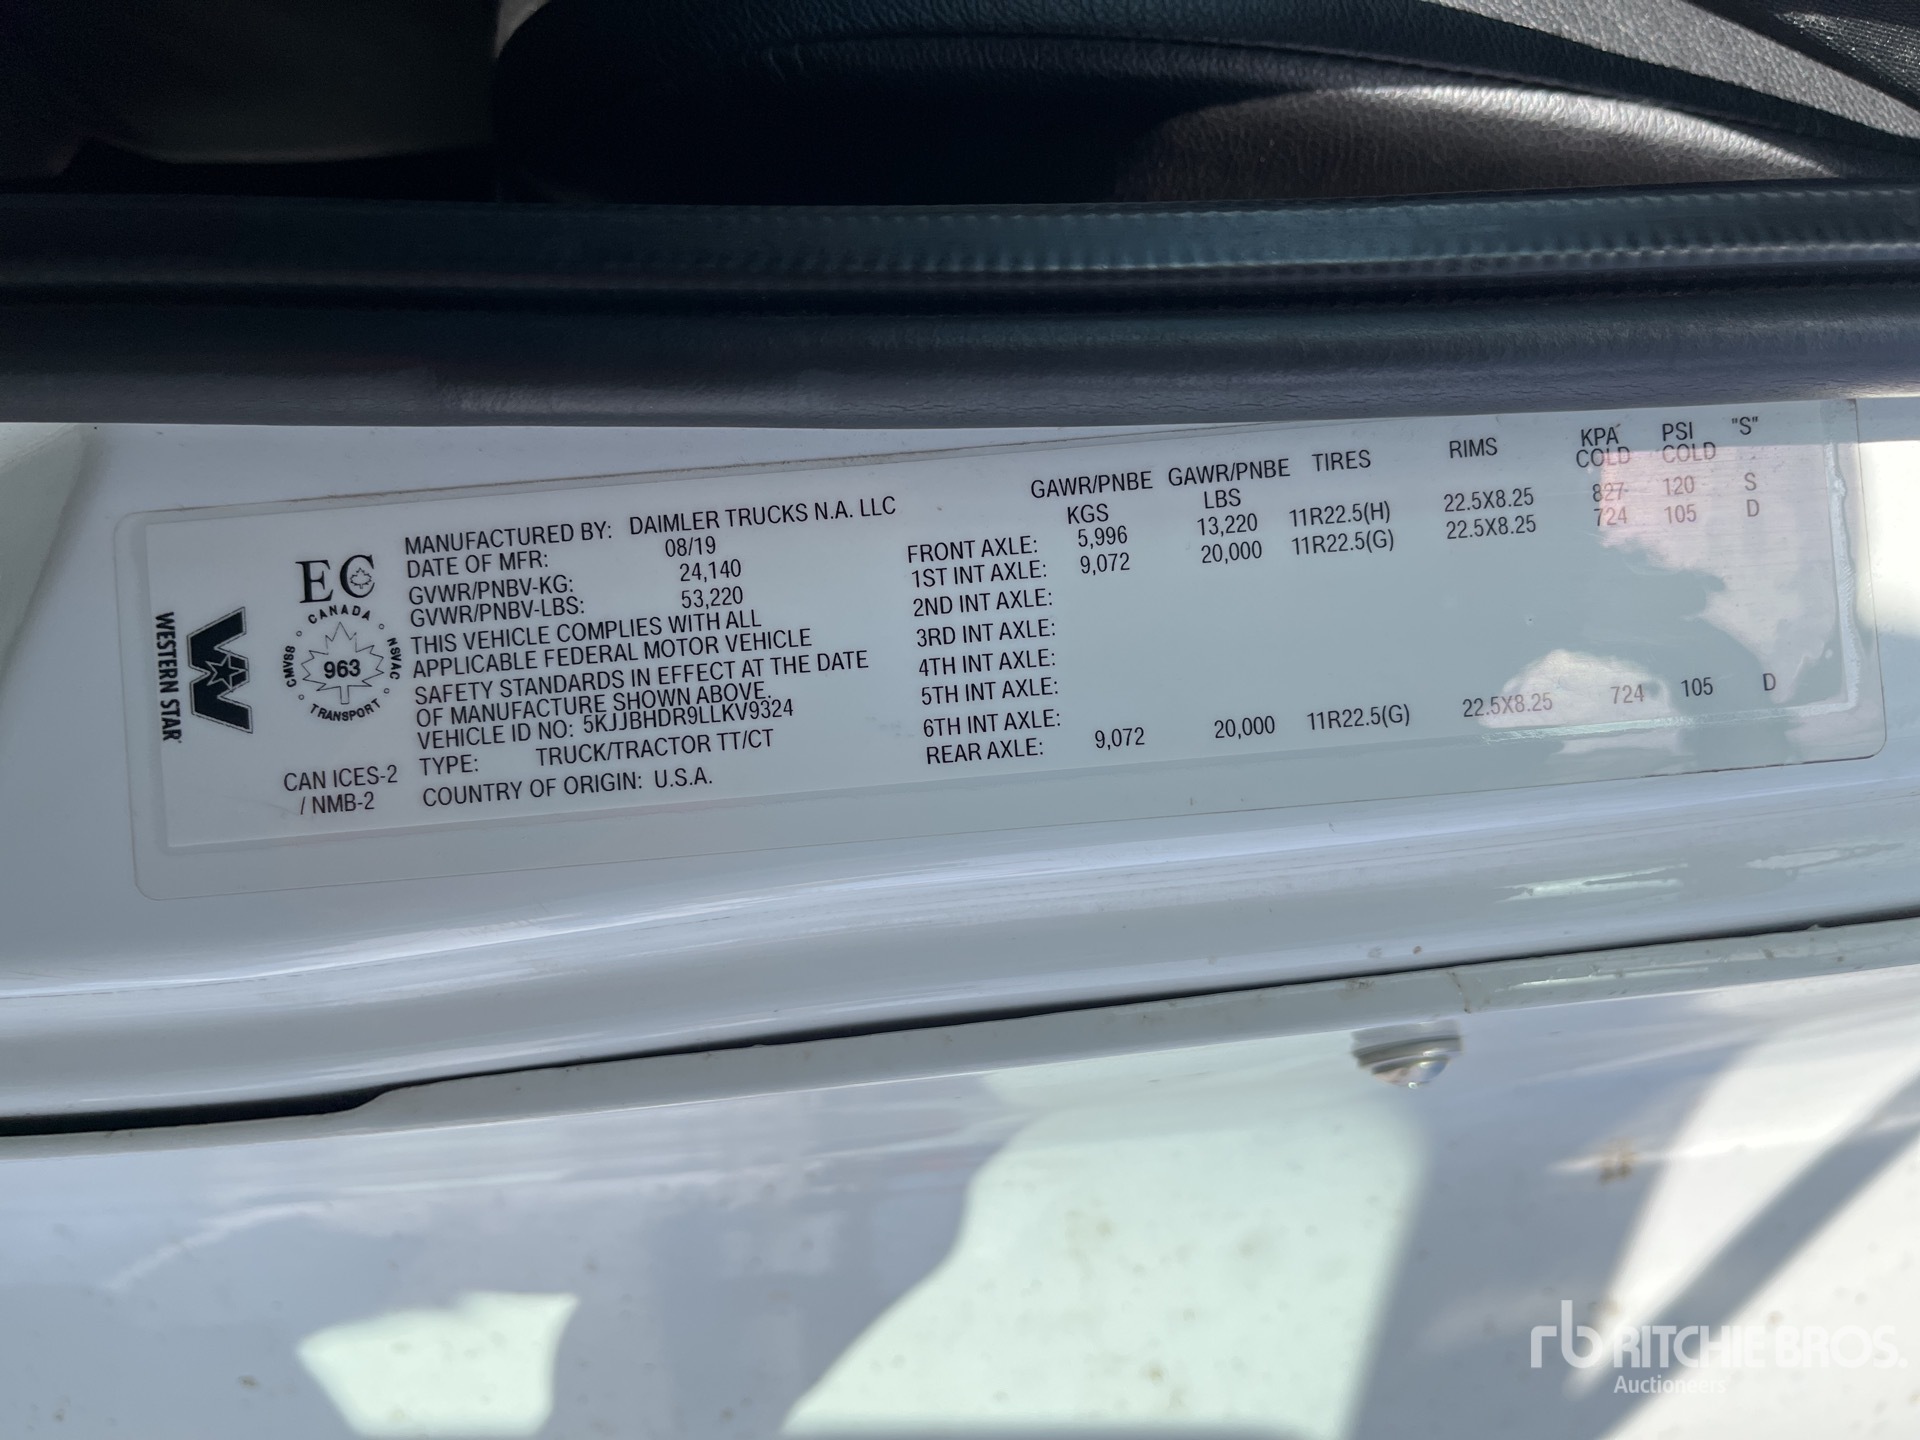 WESTERN STAR
EC
CANADA
CMVSS
NSVAC
963
TRANSPORT
CAN ICES-2
/ NMB-2
MANUFACTURED BY: DAIMLER TRUCKS N.A. LLC
DATE OF MFR: 08/19
GVWR/PNBV-KG: 24,140
GVWR/PNBV-LBS: 53,220
THIS VEHICLE COMPLIES WITH ALL
APPLICABLE FEDERAL MOTOR VEHICLE
SAFETY STANDARDS IN EFFECT AT THE DATE
OF MANUFACTURE SHOWN ABOVE.
VEHICLE ID NO: 5KJJBHDR9LLKV9324
TYPE: TRUCK/TRACTOR TT/CT
COUNTRY OF ORIGIN: U.S.A.
GAWR/PNBE GAWR/PNBE TIRES RIMS KPA PSI "S"
KGS LBS COLD COLD
FRONT AXLE: 5,996 13,220 11R22.5(H) 22.5X8.25 827 120 S
1ST INT AXLE: 9,072 20,000 11R22.5(G) 22.5X8.25 724 105 D
2ND INT AXLE:
3RD INT AXLE:
4TH INT AXLE:
5TH INT AXLE:
6TH INT AXLE:
REAR AXLE: 9,072 20,000 11R22.5(G) 22.5X8.25 724 105 D
rb RITCHIE BROS.
Auctioneers